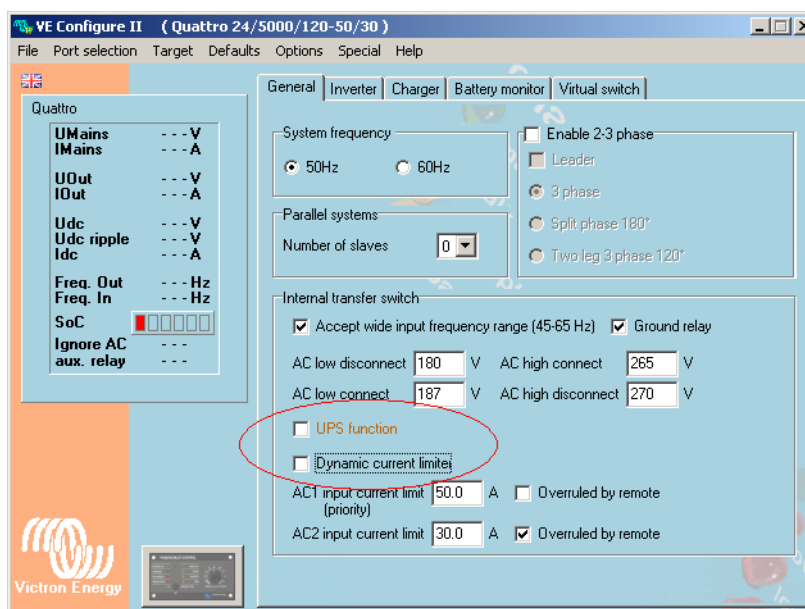 VE Configure II ( Quattro 24/5000/120-50/30 )
File Port selection Target Defaults Options Special Help
General Inverter Charger Battery monitor Virtual switch
Quattro
UMains - - - V
IMains - - - A
UOut - - - V
IOut - - - A
Udc - - - V
Udc ripple - - - V
Idc - - - A
Freq. Out - - - Hz
Freq. In - - - Hz
SoC
Ignore AC - - -
aux. relay - - -
System frequency
50Hz 60Hz
Parallel systems
Number of slaves 0
Enable 2-3 phase
Leader
3 phase
Split phase 180°
Two leg 3 phase 120°
Internal transfer switch
Accept wide input frequency range (45-65 Hz) Ground relay
AC low disconnect 180 V AC high connect 265 V
AC low connect 187 V AC high disconnect 270 V
UPS function
Dynamic current limiter
AC1 input current limit 50.0 A Overruled by remote
(priority)
AC2 input current limit 30.0 A Overruled by remote
Victron Energy